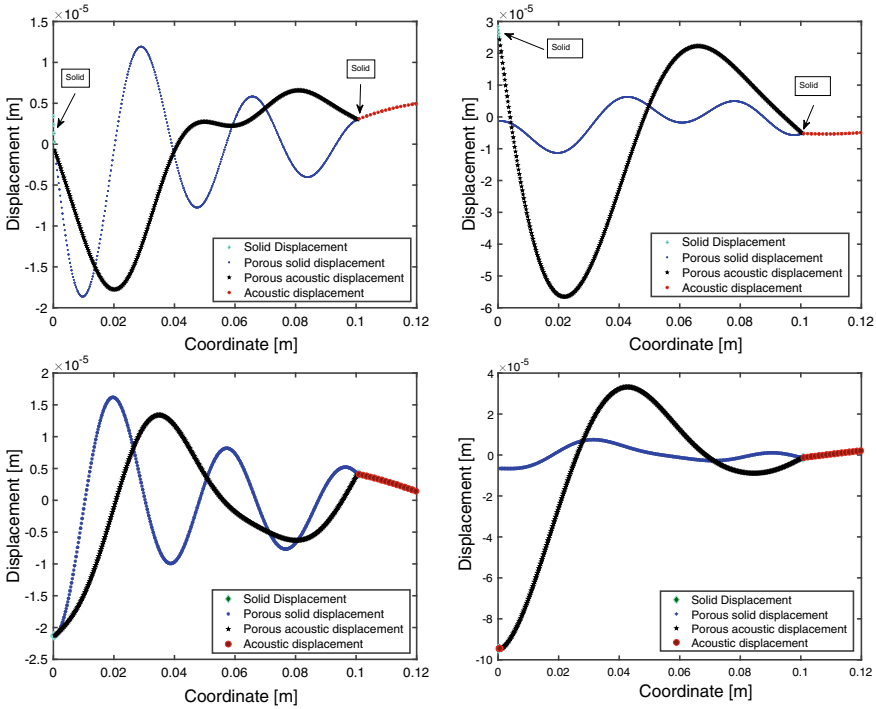 ×10⁻⁵
1.5
1
0.5
0
-0.5
-1
-1.5
-2
Displacement [m]
Solid
Solid
Solid Displacement
Porous solid displacement
Porous acoustic displacement
Acoustic displacement
0 0.02 0.04 0.06 0.08 0.1 0.12
Coordinate [m]
×10⁻⁵
3
2
1
0
-1
-2
-3
-4
-5
-6
Displacement [m]
Solid
Solid
Solid Displacement
Porous solid displacement
Porous acoustic displacement
Acoustic displacement
0 0.02 0.04 0.06 0.08 0.1 0.12
Coordinate [m]
×10⁻⁵
2
1.5
1
0.5
0
-0.5
-1
-1.5
-2
-2.5
Displacement [m]
Solid Displacement
Porous solid displacement
Porous acoustic displacement
Acoustic displacement
0 0.02 0.04 0.06 0.08 0.1 0.12
Coordinate [m]
×10⁻⁵
4
2
0
-2
-4
-6
-8
-10
Displacement [m]
Solid Displacement
Porous solid displacement
Porous acoustic displacement
Acoustic displacement
0 0.02 0.04 0.06 0.08 0.1 0.12
Coordinate [m]